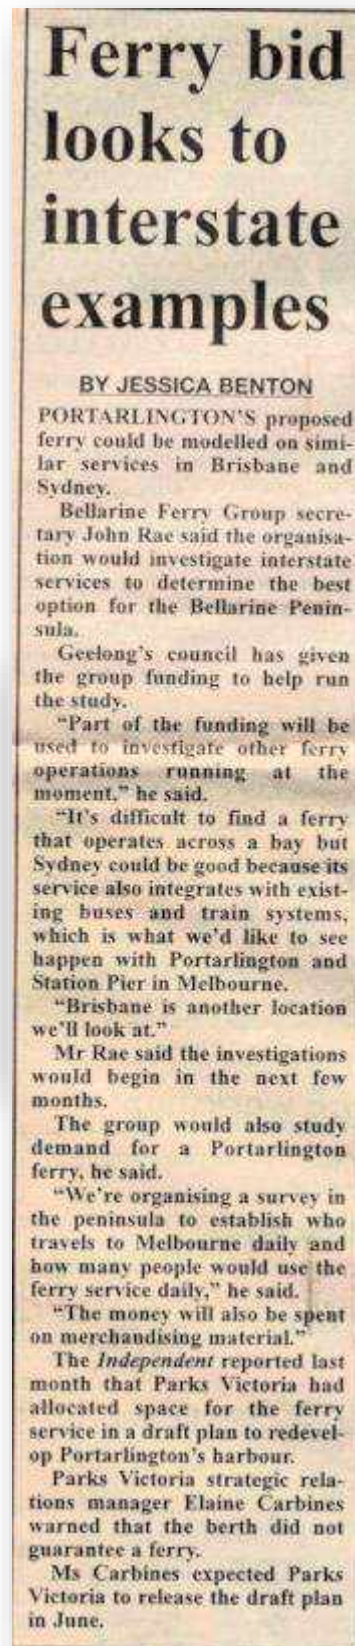 Ferry bid
looks to
interstate
examples
BY JESSICA BENTON
PORTARLINGTON'S proposed
ferry could be modelled on simi-
lar services in Brisbane and
Sydney.
Bellarine Ferry Group secre-
tary John Rae said the organisa-
tion would investigate interstate
services to determine the best
option for the Bellarine Penin-
sula.
Geelong's council has given
the group funding to help run
the study.
"Part of the funding will be
used to investigate other ferry
operations running at the
moment," he said.
"It's difficult to find a ferry
that operates across a bay but
Sydney could be good because its
service also integrates with exist-
ing buses and train systems,
which is what we'd like to see
happen with Portarlington and
Station Pier in Melbourne.
"Brisbane is another location
we'll look at."
Mr Rae said the investigations
would begin in the next few
months.
The group would also study
demand for a Portarlington
ferry, he said.
"We're organising a survey in
the peninsula to establish who
travels to Melbourne daily and
how many people would use the
ferry service daily," he said.
"The money will also be spent
on merchandising material."
The Independent reported last
month that Parks Victoria had
allocated space for the ferry
service in a draft plan to redevel-
op Portarlington's harbour.
Parks Victoria strategic rela-
tions manager Elaine Carbines
warned that the berth did not
guarantee a ferry.
Ms Carbines expected Parks
Victoria to release the draft plan
in June.